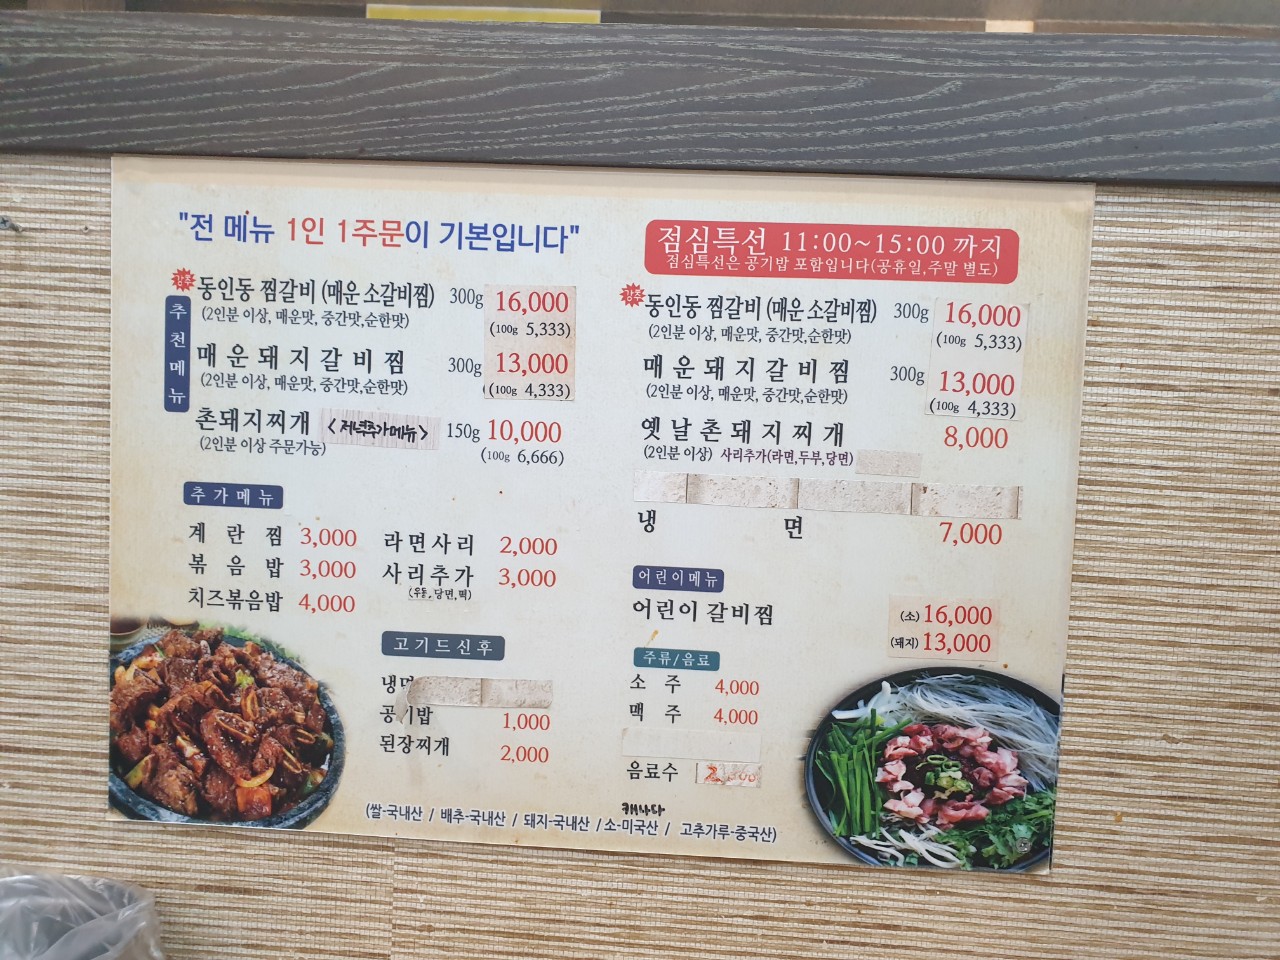 "전 메뉴 1인 1주문이 기본입니다"
강추 동인동 찜갈비 (매운 소갈비찜) 300g 16,000
(2인분 이상, 매운맛, 중간맛,순한맛) (100g 5,333)
추천메뉴
매운돼지갈비찜 300g 13,000
(2인분 이상, 매운맛, 중간맛,순한맛) (100g 4,333)
촌돼지찌개 <저녁추가메뉴> 150g 10,000
(2인분 이상 주문가능) (100g 6,666)
추가메뉴
계란찜 3,000 라면사리 2,000
볶음밥 3,000 사리추가 3,000
(우동,당면,떡)
치즈볶음밥 4,000
고기드신후
냉면
공기밥 1,000
된장찌개 2,000
점심특선 11:00~15:00 까지
점심특선은 공기밥 포함입니다(공휴일,주말 별도)
강추 동인동 찜갈비 (매운 소갈비찜) 300g 16,000
(2인분 이상, 매운맛, 중간맛,순한맛) (100g 5,333)
매운돼지갈비찜 300g 13,000
(2인분 이상, 매운맛, 중간맛,순한맛) (100g 4,333)
옛날촌돼지찌개 8,000
(2인분 이상) 사리추가(라면,두부,당면)
냉면 7,000
어린이메뉴
어린이 갈비찜 (소) 16,000
(돼지) 13,000
주류/음료
소주 4,000
맥주 4,000
음료수
캐나다
(쌀-국내산 / 배추-국내산 / 돼지-국내산 / 소-미국산 / 고추가루-중국산)